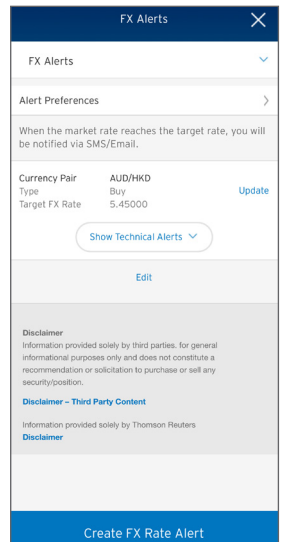 FX Alerts
FX Alerts
Alert Preferences
When the market rate reaches the target rate, you will
be notified via SMS/Email.
Currency Pair AUD/HKD
Type Buy Update
Target FX Rate 5.45000
Show Technical Alerts
Edit
Disclaimer
Information provided solely by third parties. for general
informational purposes only and does not constitute a
recommendation or solicitation to purchase or sell any
security/position.
Disclaimer – Third Party Content
Information provided solely by Thomson Reuters
Disclaimer
Create FX Rate Alert